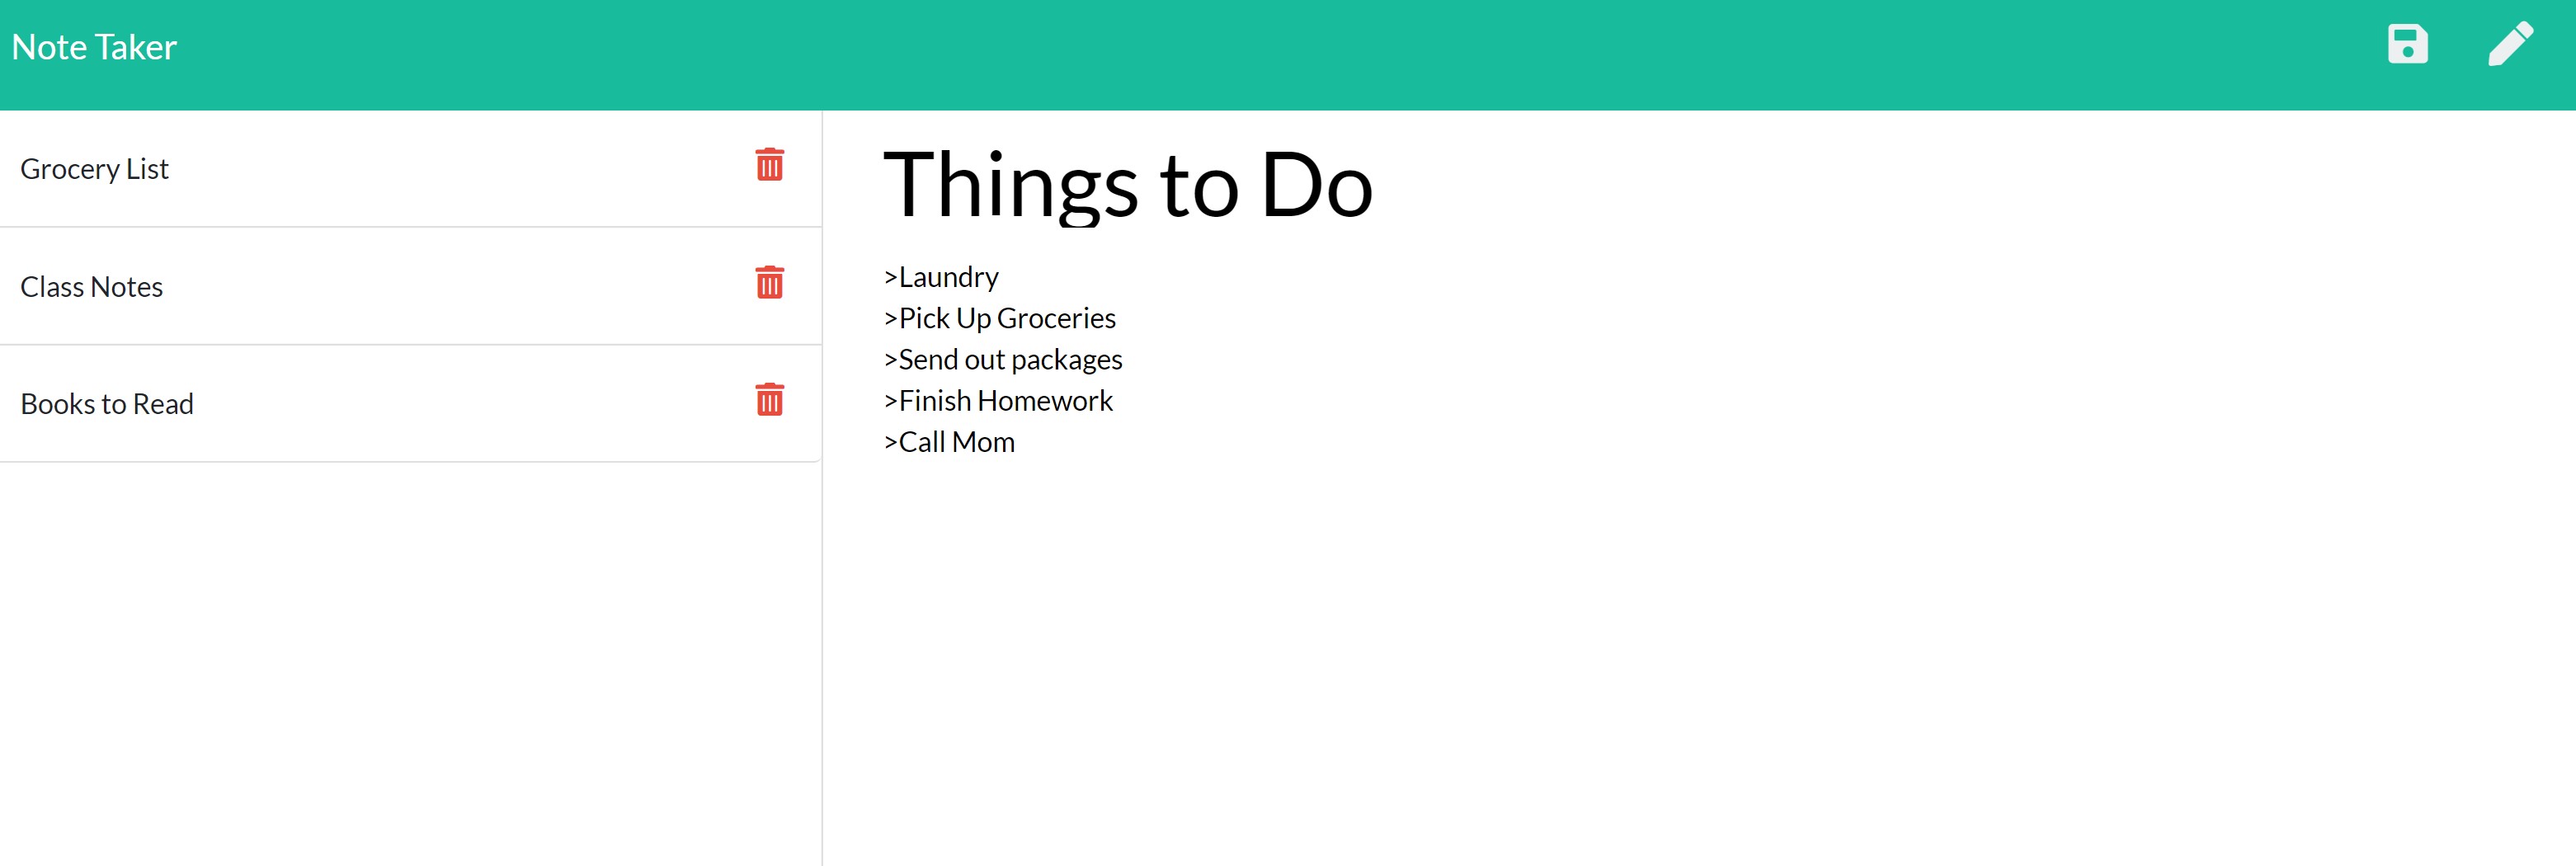 Note Taker
Grocery List
Class Notes
Books to Read
Things to Do
>Laundry
>Pick Up Groceries
>Send out packages
>Finish Homework
>Call Mom